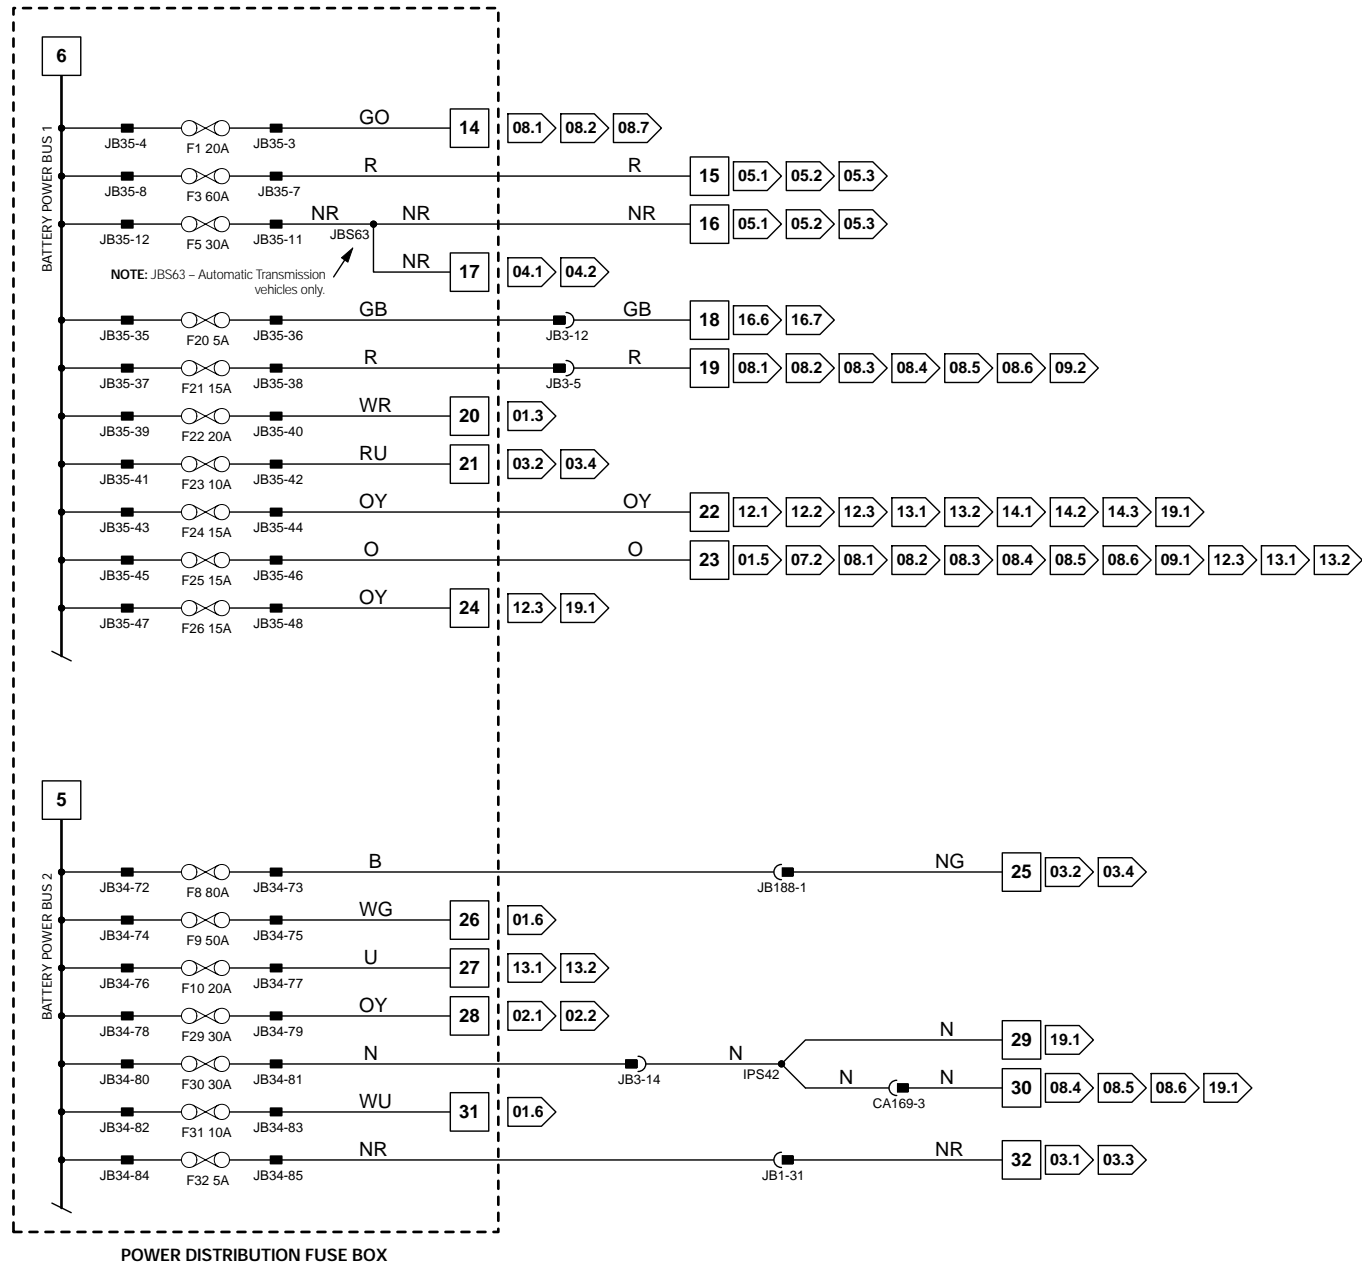 6
BATTERY POWER BUS 1
GO
JB35-4
F1 20A
JB35-3
14
08.1 08.2 08.7
R
R
JB35-8
F3 60A
JB35-7
15
05.1 05.2 05.3
NR
NR
NR
JB35-12
F5 30A
JB35-11
JBS63
16
05.1 05.2 05.3
NR
17
04.1 04.2
NOTE: JBS63 – Automatic Transmission
vehicles only.
GB
GB
JB35-35
F20 5A
JB35-36
JB3-12
18
16.6 16.7
R
R
JB35-37
F21 15A
JB35-38
JB3-5
19
08.1 08.2 08.3 08.4 08.5 08.6 09.2
WR
JB35-39
F22 20A
JB35-40
20
01.3
RU
JB35-41
F23 10A
JB35-42
21
03.2 03.4
OY
OY
JB35-43
F24 15A
JB35-44
22
12.1 12.2 12.3 13.1 13.2 14.1 14.2 14.3 19.1
O
O
JB35-45
F25 15A
JB35-46
23
01.5 07.2 08.1 08.2 08.3 08.4 08.5 08.6 09.1 12.3 13.1 13.2
OY
JB35-47
F26 15A
JB35-48
24
12.3 19.1
5
BATTERY POWER BUS 2
B
NG
JB34-72
F8 80A
JB34-73
JB188-1
25
03.2 03.4
WG
JB34-74
F9 50A
JB34-75
26
01.6
U
JB34-76
F10 20A
JB34-77
27
13.1 13.2
OY
JB34-78
F29 30A
JB34-79
28
02.1 02.2
N
29
19.1
N
N
JB34-80
F30 30A
JB34-81
JB3-14
IPS42
N
N
CA169-3
30
08.4 08.5 08.6 19.1
WU
JB34-82
F31 10A
JB34-83
31
01.6
NR
NR
JB34-84
F32 5A
JB34-85
JB1-31
32
03.1 03.3
POWER DISTRIBUTION FUSE BOX